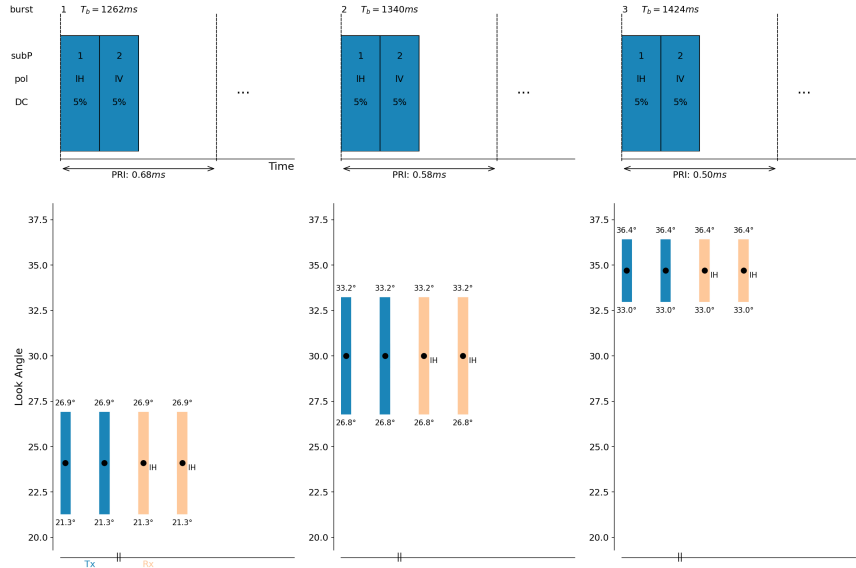 burst 1 T_b = 1262ms 2 T_b = 1340ms 3 T_b = 1424ms
subP 1 2 1 2 1 2
pol IH IV IH IV IH IV
DC 5% 5% ... 5% 5% ... 5% 5% ...
Time
PRI: 0.68ms PRI: 0.58ms PRI: 0.50ms
Look Angle
37.5
35.0
32.5
30.0
27.5
25.0
22.5
20.0
26.9° 26.9° 26.9° 26.9°
IH IH
21.3° 21.3° 21.3° 21.3°
Tx Rx
37.5
35.0
32.5
30.0
27.5
25.0
22.5
20.0
33.2° 33.2° 33.2° 33.2°
IH IH
26.8° 26.8° 26.8° 26.8°
37.5
35.0
32.5
30.0
27.5
25.0
22.5
20.0
36.4° 36.4° 36.4° 36.4°
IH IH
33.0° 33.0° 33.0° 33.0°